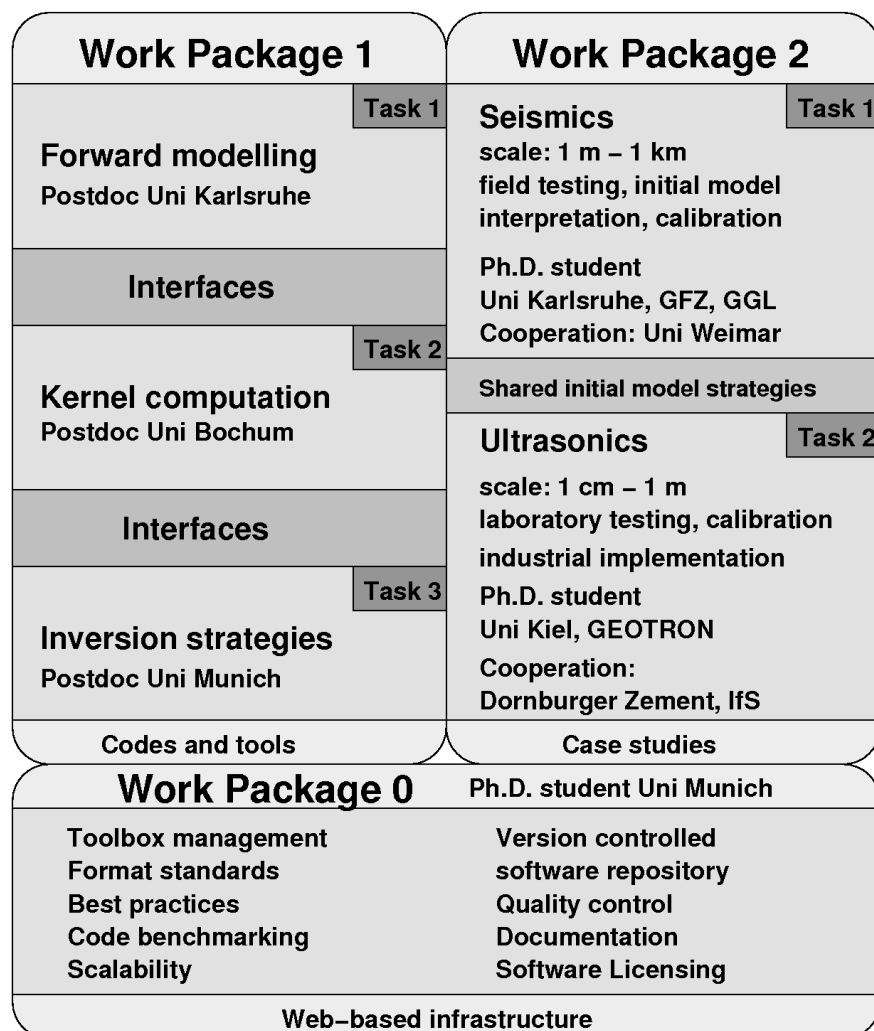 Work Package 1
Task 1
Forward modelling
Postdoc Uni Karlsruhe
Interfaces
Task 2
Kernel computation
Postdoc Uni Bochum
Interfaces
Task 3
Inversion strategies
Postdoc Uni Munich
Codes and tools
Work Package 2
Task 1
Seismics
scale: 1 m – 1 km
field testing, initial model
interpretation, calibration
Ph.D. student
Uni Karlsruhe, GFZ, GGL
Cooperation: Uni Weimar
Shared initial model strategies
Task 2
Ultrasonics
scale: 1 cm – 1 m
laboratory testing, calibration
industrial implementation
Ph.D. student
Uni Kiel, GEOTRON
Cooperation:
Dornburger Zement, IfS
Case studies
Work Package 0
Ph.D. student Uni Munich
Toolbox management
Format standards
Best practices
Code benchmarking
Scalability
Version controlled
software repository
Quality control
Documentation
Software Licensing
Web–based infrastructure